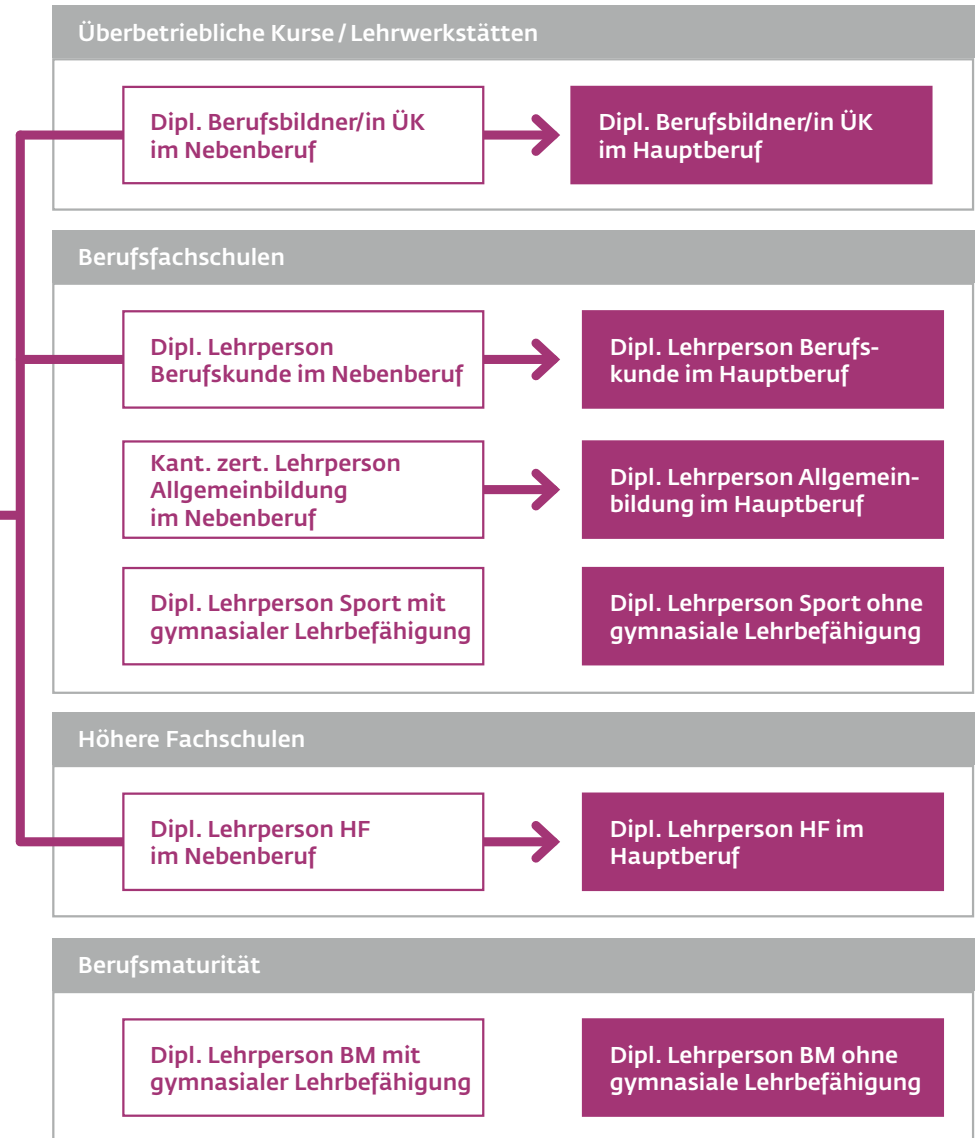 Überbetriebliche Kurse / Lehrwerkstätten
Dipl. Berufsbildner/in ÜK
im Nebenberuf
Dipl. Berufsbildner/in ÜK
im Hauptberuf
Berufsfachschulen
Dipl. Lehrperson
Berufskunde im Nebenberuf
Dipl. Lehrperson Berufs-
kunde im Hauptberuf
Kant. zert. Lehrperson
Allgemeinbildung
im Nebenberuf
Dipl. Lehrperson Allgemein-
bildung im Hauptberuf
Dipl. Lehrperson Sport mit
gymnasialer Lehrbefähigung
Dipl. Lehrperson Sport ohne
gymnasiale Lehrbefähigung
Höhere Fachschulen
Dipl. Lehrperson HF
im Nebenberuf
Dipl. Lehrperson HF im
Hauptberuf
Berufsmaturität
Dipl. Lehrperson BM mit
gymnasialer Lehrbefähigung
Dipl. Lehrperson BM ohne
gymnasiale Lehrbefähigung